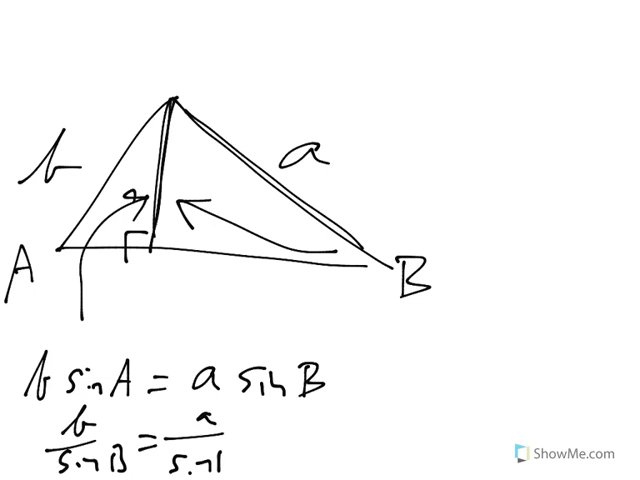 b
a
A
B
b sin A = a sin B
b/sin B = a/sin
ShowMe.com